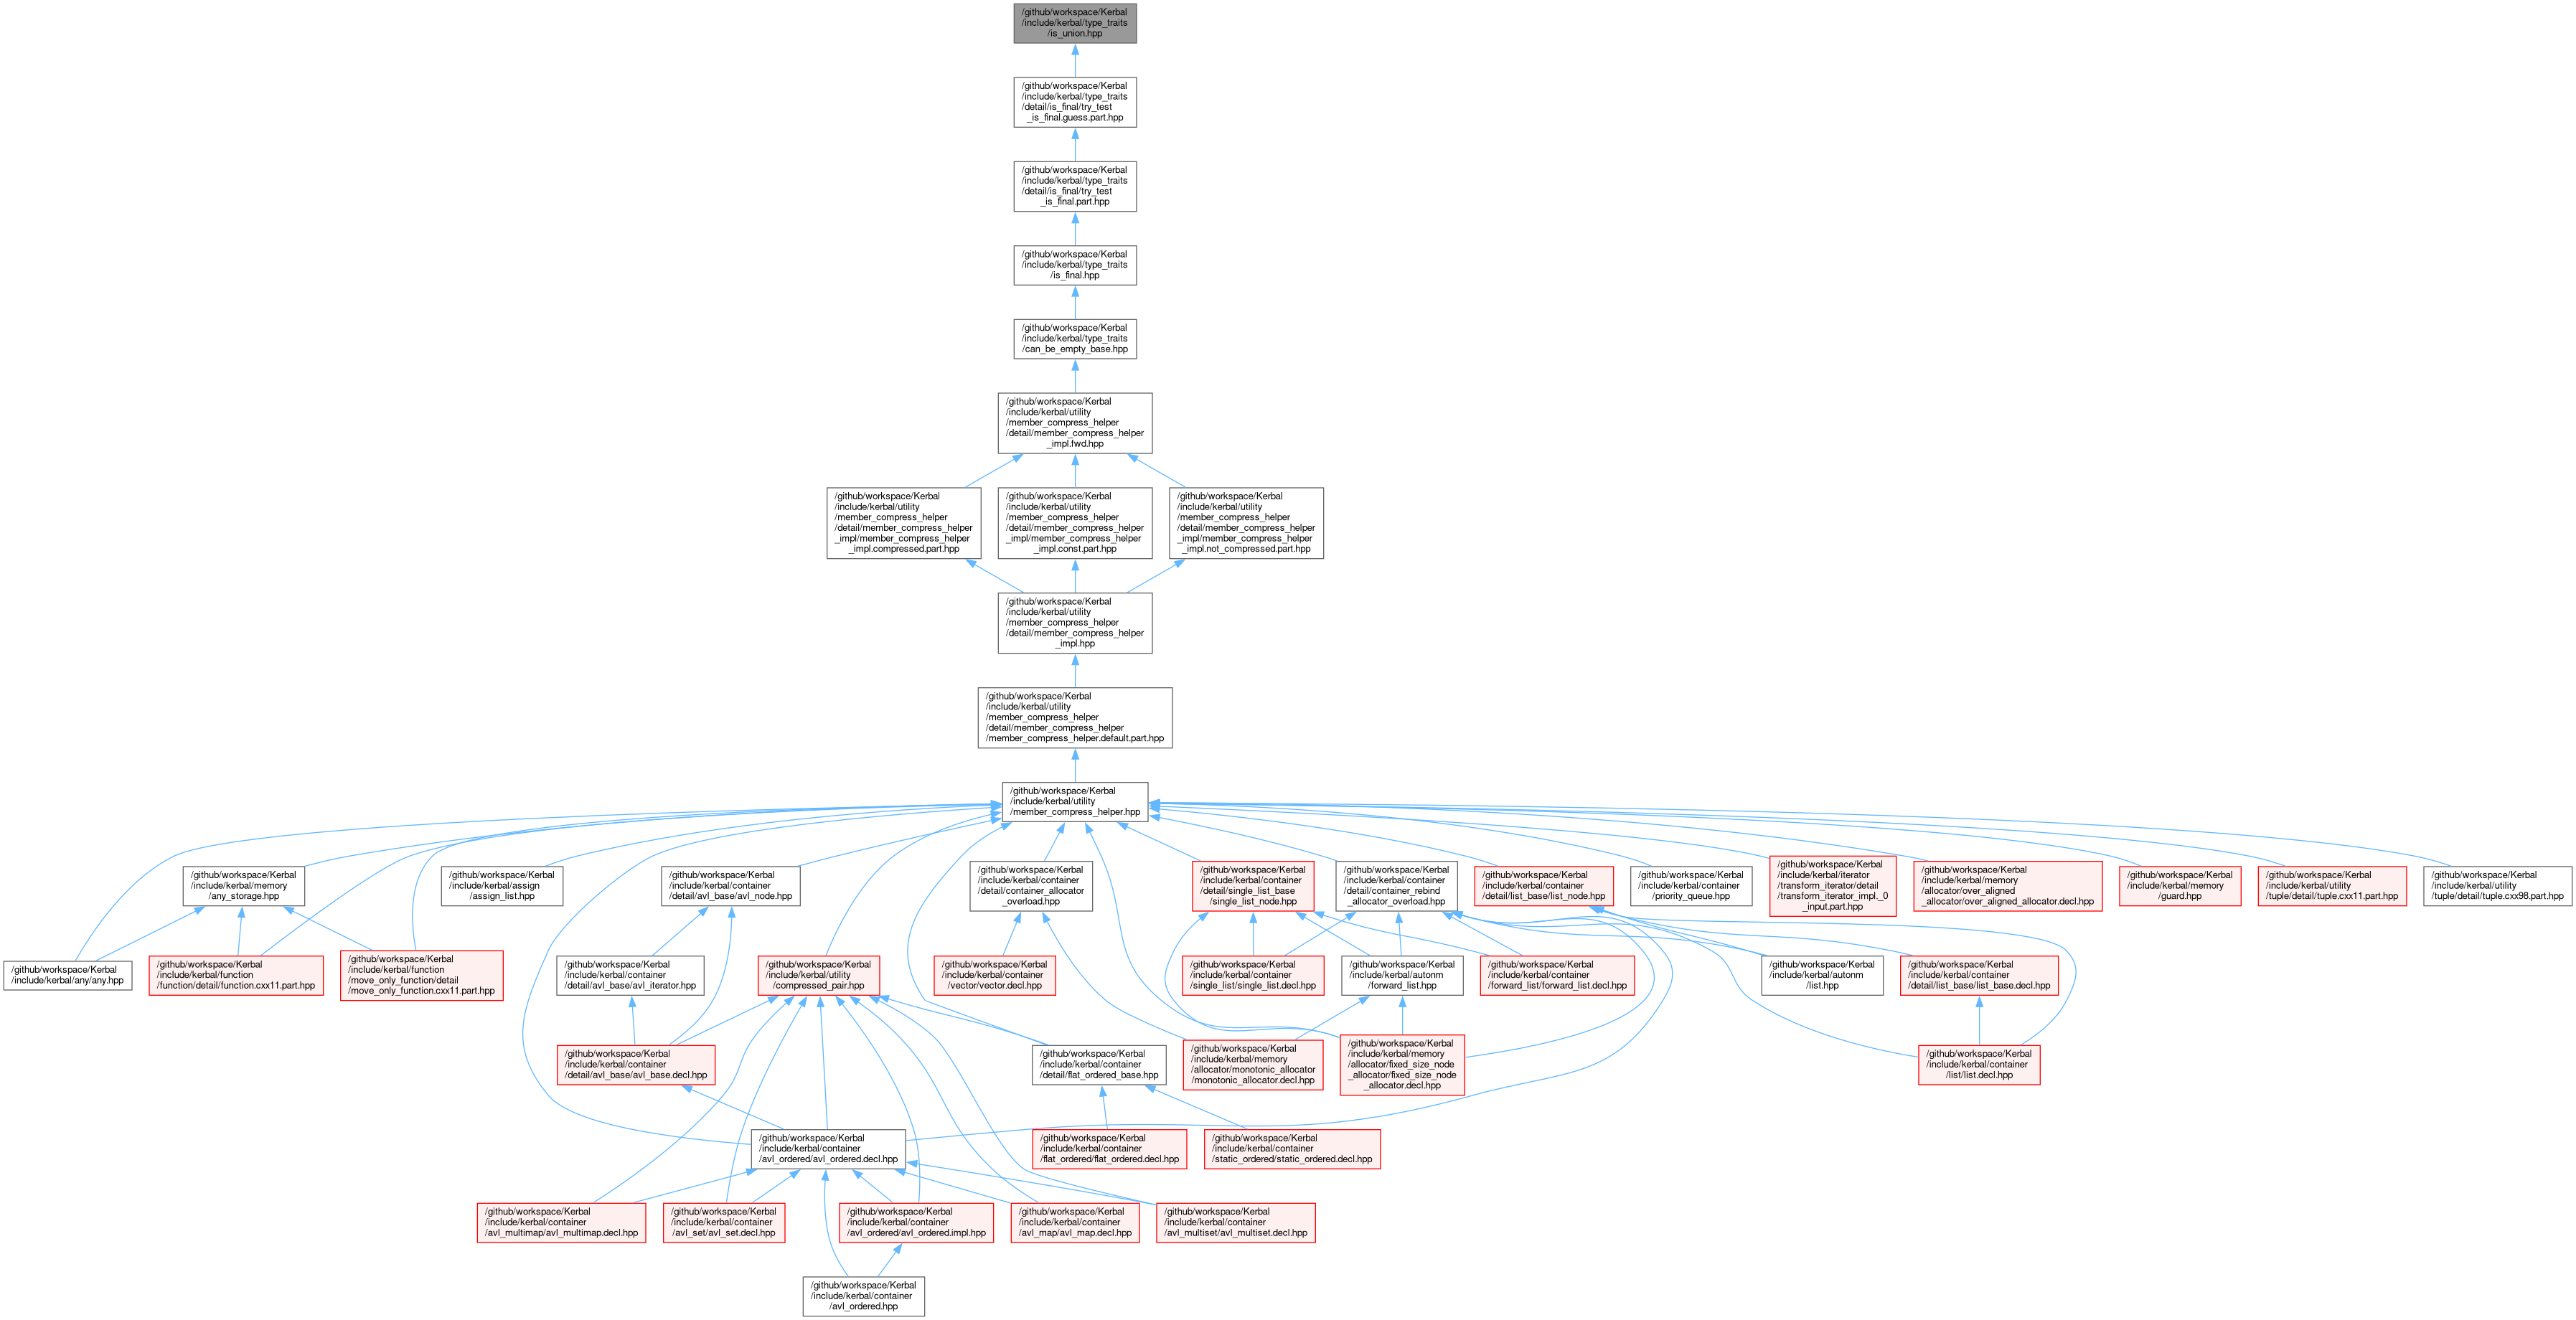 /github/workspace/Kerbal
/include/kerbal/type_traits
/is_union.hpp
/github/workspace/Kerbal
/include/kerbal/type_traits
/detail/is_final/try_test
_is_final.guess.part.hpp
/github/workspace/Kerbal
/include/kerbal/type_traits
/detail/is_final/try_test
_is_final.part.hpp
/github/workspace/Kerbal
/include/kerbal/type_traits
/is_final.hpp
/github/workspace/Kerbal
/include/kerbal/type_traits
/can_be_empty_base.hpp
/github/workspace/Kerbal
/include/kerbal/utility
/member_compress_helper
/detail/member_compress_helper
_impl.fwd.hpp
/github/workspace/Kerbal
/include/kerbal/utility
/member_compress_helper
/detail/member_compress_helper
_impl/member_compress_helper
_impl.compressed.part.hpp
/github/workspace/Kerbal
/include/kerbal/utility
/member_compress_helper
/detail/member_compress_helper
_impl/member_compress_helper
_impl.const.part.hpp
/github/workspace/Kerbal
/include/kerbal/utility
/member_compress_helper
/detail/member_compress_helper
_impl/member_compress_helper
_impl.not_compressed.part.hpp
/github/workspace/Kerbal
/include/kerbal/utility
/member_compress_helper
/detail/member_compress_helper
_impl.hpp
/github/workspace/Kerbal
/include/kerbal/utility
/member_compress_helper
/detail/member_compress_helper
/member_compress_helper.default.part.hpp
/github/workspace/Kerbal
/include/kerbal/utility
/member_compress_helper.hpp
/github/workspace/Kerbal
/include/kerbal/memory
/any_storage.hpp
/github/workspace/Kerbal
/include/kerbal/assign
/assign_list.hpp
/github/workspace/Kerbal
/include/kerbal/container
/detail/avl_base/avl_node.hpp
/github/workspace/Kerbal
/include/kerbal/container
/detail/container_allocator
_overload.hpp
/github/workspace/Kerbal
/include/kerbal/container
/detail/single_list_base
/single_list_node.hpp
/github/workspace/Kerbal
/include/kerbal/container
/detail/container_rebind
_allocator_overload.hpp
/github/workspace/Kerbal
/include/kerbal/container
/detail/list_base/list_node.hpp
/github/workspace/Kerbal
/include/kerbal/container
/priority_queue.hpp
/github/workspace/Kerbal
/include/kerbal/iterator
/transform_iterator/detail
/transform_iterator_impl._0
_input.part.hpp
/github/workspace/Kerbal
/include/kerbal/memory
/allocator/over_aligned
_allocator/over_aligned_allocator.decl.hpp
/github/workspace/Kerbal
/include/kerbal/memory
/guard.hpp
/github/workspace/Kerbal
/include/kerbal/utility
/tuple/detail/tuple.cxx11.part.hpp
/github/workspace/Kerbal
/include/kerbal/utility
/tuple/detail/tuple.cxx98.part.hpp
/github/workspace/Kerbal
/include/kerbal/any/any.hpp
/github/workspace/Kerbal
/include/kerbal/function
/function/detail/function.cxx11.part.hpp
/github/workspace/Kerbal
/include/kerbal/function
/move_only_function/detail
/move_only_function.cxx11.part.hpp
/github/workspace/Kerbal
/include/kerbal/container
/detail/avl_base/avl_iterator.hpp
/github/workspace/Kerbal
/include/kerbal/utility
/compressed_pair.hpp
/github/workspace/Kerbal
/include/kerbal/container
/vector/vector.decl.hpp
/github/workspace/Kerbal
/include/kerbal/container
/single_list/single_list.decl.hpp
/github/workspace/Kerbal
/include/kerbal/autonm
/forward_list.hpp
/github/workspace/Kerbal
/include/kerbal/container
/forward_list/forward_list.decl.hpp
/github/workspace/Kerbal
/include/kerbal/autonm
/list.hpp
/github/workspace/Kerbal
/include/kerbal/container
/detail/list_base/list_base.decl.hpp
/github/workspace/Kerbal
/include/kerbal/container
/detail/avl_base/avl_base.decl.hpp
/github/workspace/Kerbal
/include/kerbal/container
/detail/flat_ordered_base.hpp
/github/workspace/Kerbal
/include/kerbal/memory
/allocator/monotonic_allocator
/monotonic_allocator.decl.hpp
/github/workspace/Kerbal
/include/kerbal/memory
/allocator/fixed_size_node
_allocator/fixed_size_node
_allocator.decl.hpp
/github/workspace/Kerbal
/include/kerbal/container
/list/list.decl.hpp
/github/workspace/Kerbal
/include/kerbal/container
/avl_ordered/avl_ordered.decl.hpp
/github/workspace/Kerbal
/include/kerbal/container
/flat_ordered/flat_ordered.decl.hpp
/github/workspace/Kerbal
/include/kerbal/container
/static_ordered/static_ordered.decl.hpp
/github/workspace/Kerbal
/include/kerbal/container
/avl_multimap/avl_multimap.decl.hpp
/github/workspace/Kerbal
/include/kerbal/container
/avl_set/avl_set.decl.hpp
/github/workspace/Kerbal
/include/kerbal/container
/avl_ordered/avl_ordered.impl.hpp
/github/workspace/Kerbal
/include/kerbal/container
/avl_map/avl_map.decl.hpp
/github/workspace/Kerbal
/include/kerbal/container
/avl_multiset/avl_multiset.decl.hpp
/github/workspace/Kerbal
/include/kerbal/container
/avl_ordered.hpp